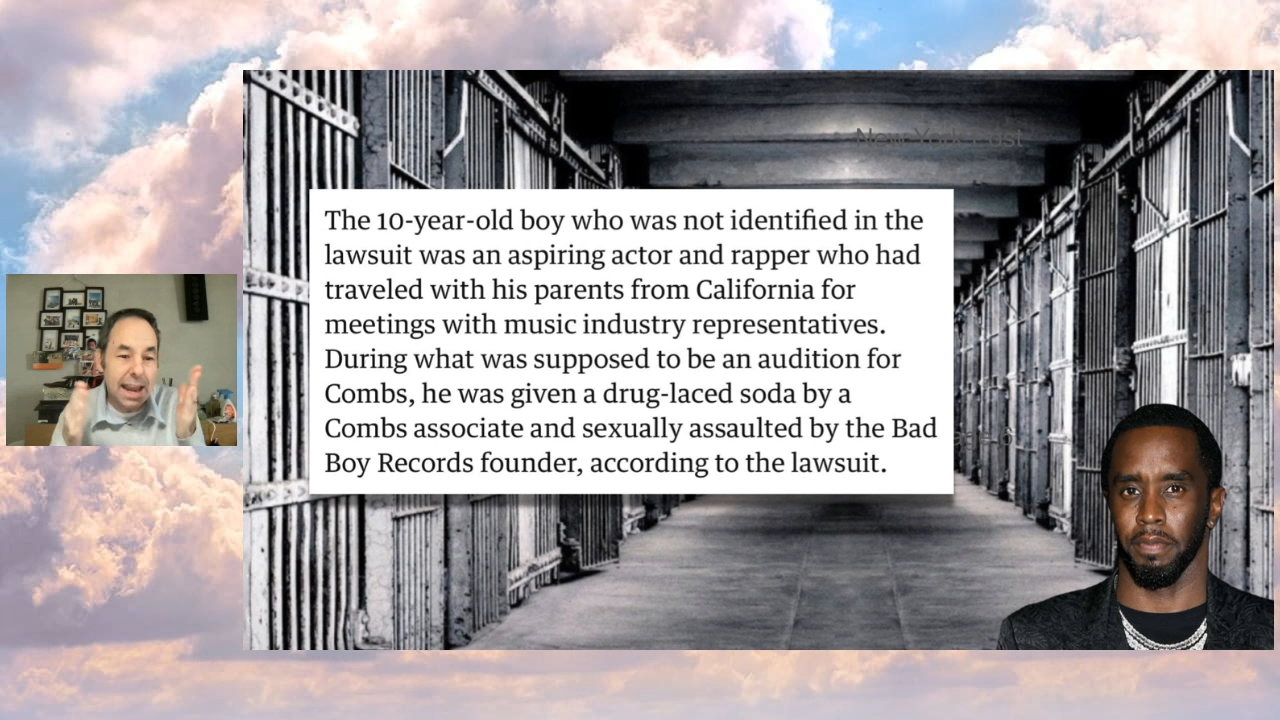 New York Post
The 10-year-old boy who was not identified in the
lawsuit was an aspiring actor and rapper who had
traveled with his parents from California for
meetings with music industry representatives.
During what was supposed to be an audition for
Combs, he was given a drug-laced soda by a
Combs associate and sexually assaulted by the Bad
Boy Records founder, according to the lawsuit.